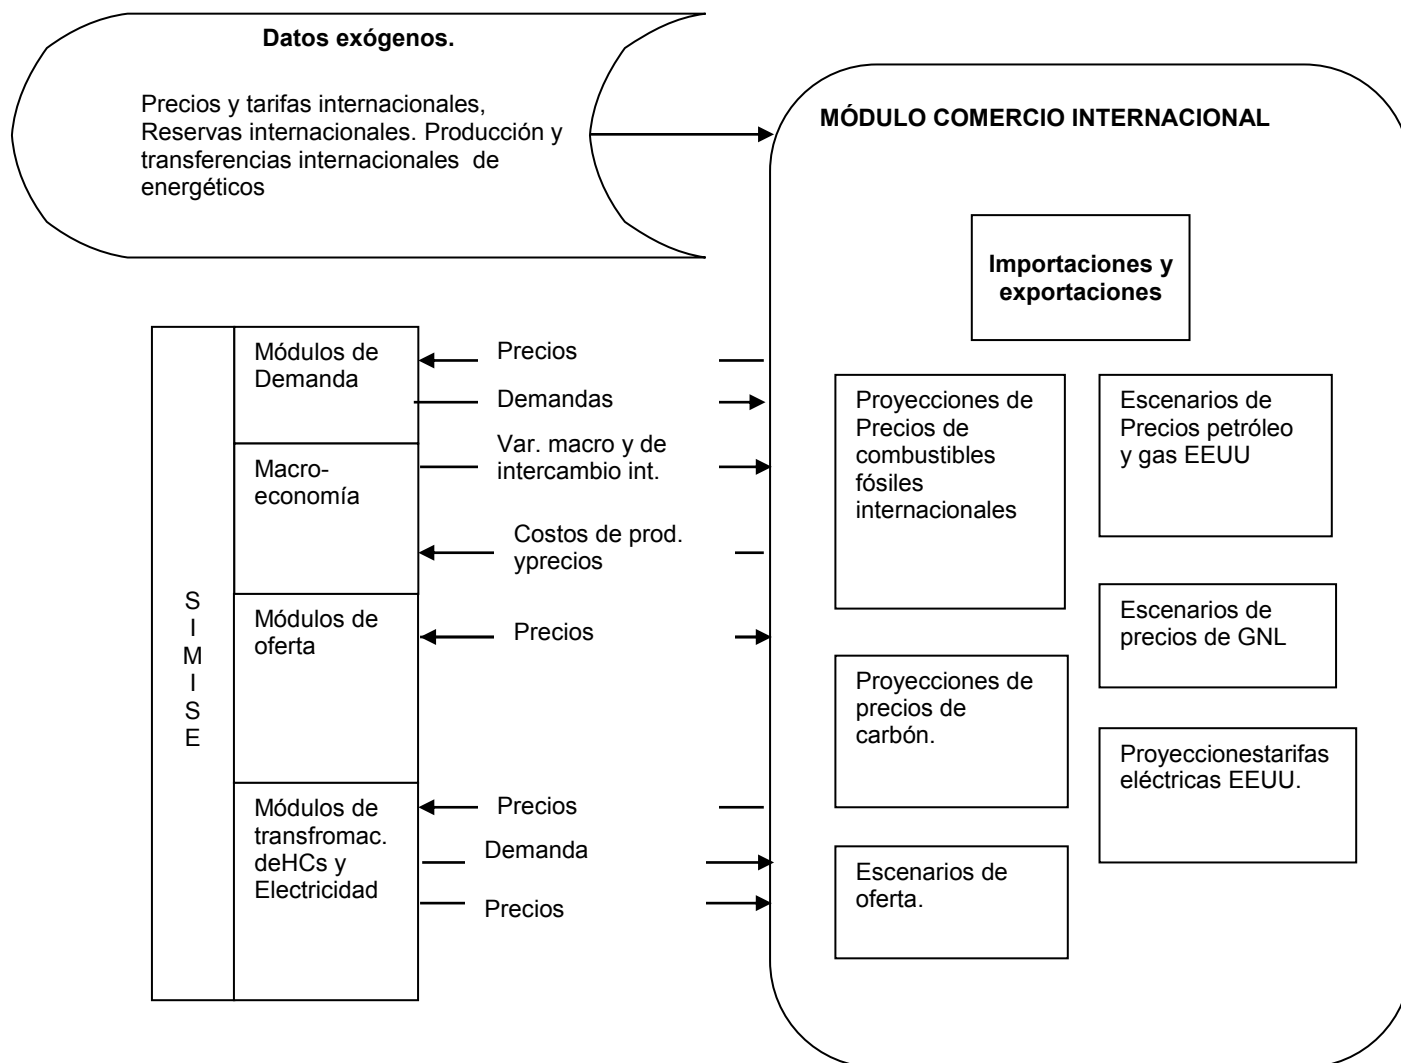 Datos exógenos.
Precios y tarifas internacionales,
Reservas internacionales. Producción y
transferencias internacionales de
energéticos
MÓDULO COMERCIO INTERNACIONAL
Importaciones y
exportaciones
S
I
M
I
S
E
Módulos de
Demanda
Macro-
economía
Módulos de
oferta
Módulos de
transfromac.
deHCs y
Electricidad
Precios
Demandas
Var. macro y de
intercambio int.
Costos de prod.
yprecios
Precios
Precios
Demanda
Precios
Proyecciones de
Precios de
combustibles
fósiles
internacionales
Escenarios de
Precios petróleo
y gas EEUU
Escenarios de
precios de GNL
Proyecciones de
precios de
carbón.
Proyeccionestarifas
eléctricas EEUU.
Escenarios de
oferta.